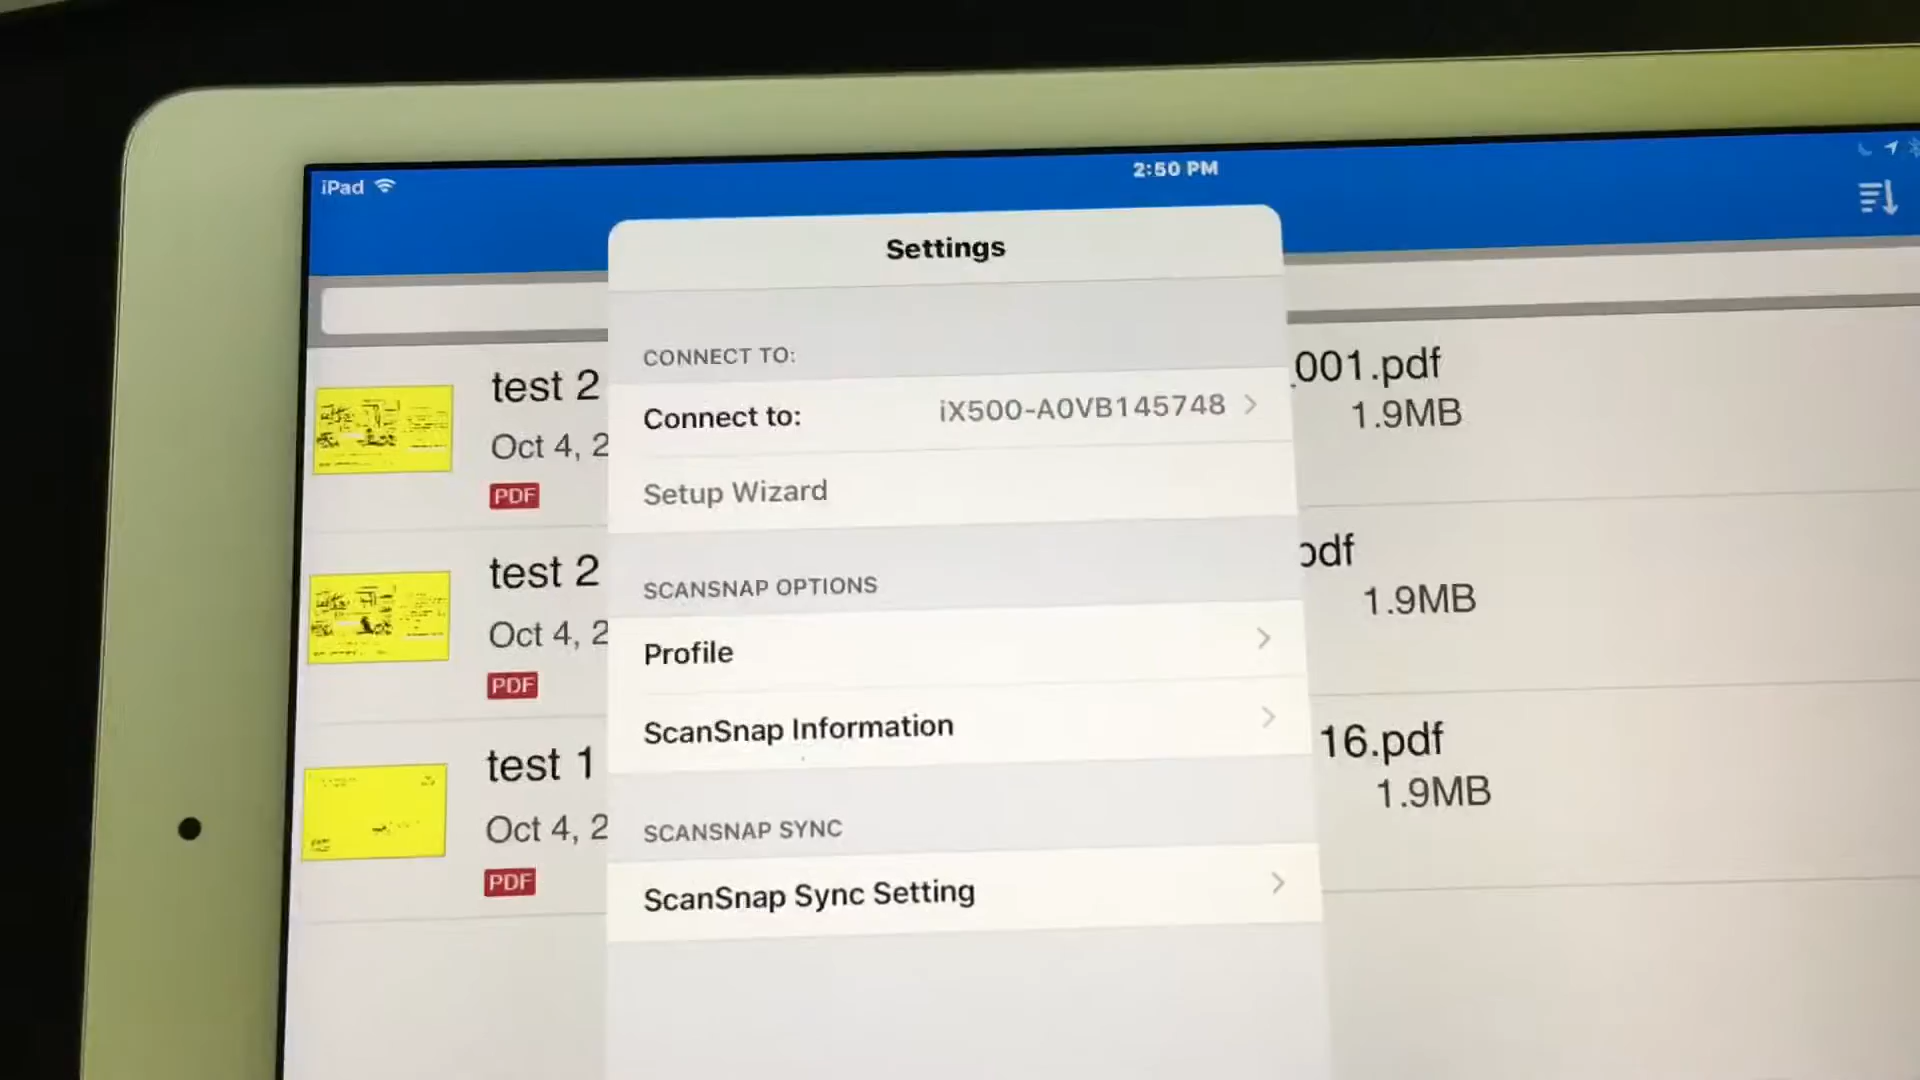 iPad
2:50 PM
Settings
CONNECT TO:
Connect to: iX500-A0VB145748
Setup Wizard
SCANSNAP OPTIONS
Profile
ScanSnap Information
SCANSNAP SYNC
ScanSnap Sync Setting
test 2
Oct 4, 2
PDF
_001.pdf
1.9MB
test 2
Oct 4, 2
PDF
pdf
1.9MB
test 1
Oct 4, 2
PDF
16.pdf
1.9MB